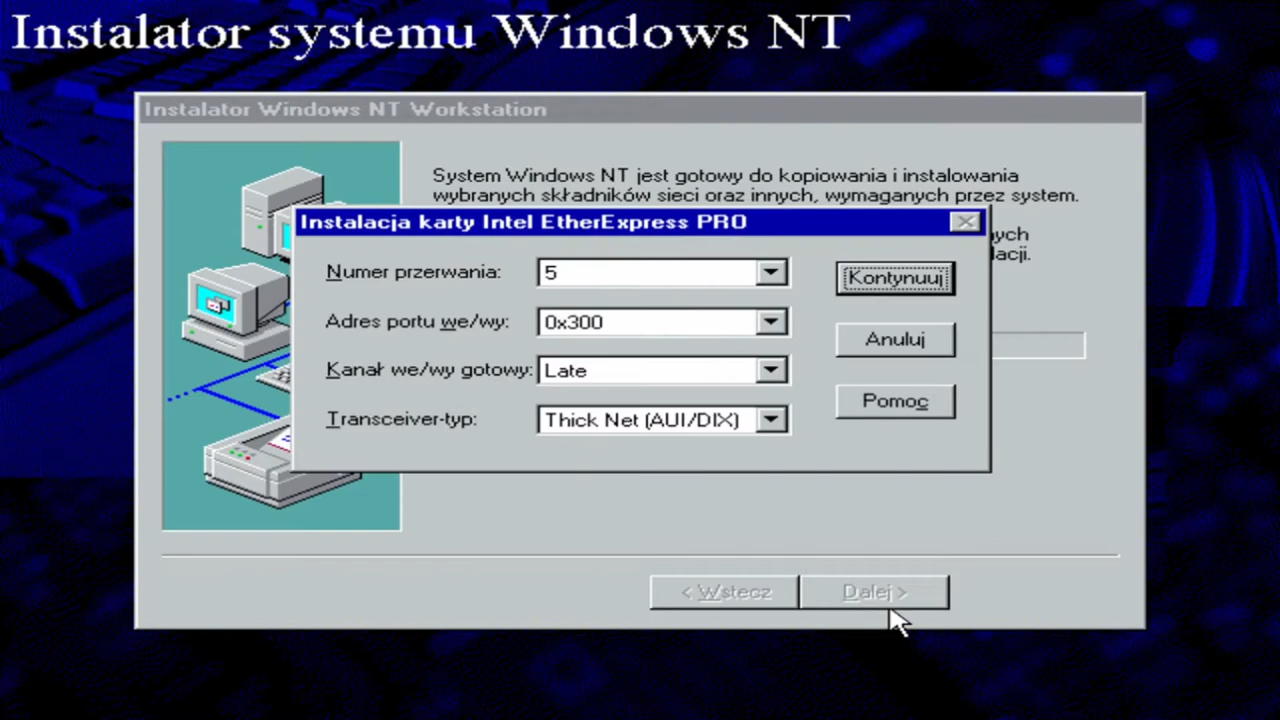 Instalator systemu Windows NT
Instalator Windows NT Workstation
System Windows NT jest gotowy do kopiowania i instalowania
wybranych składników sieci oraz innych, wymaganych przez system.
Instalacja karty Intel EtherExpress PRO
Numer przerwania: 5
Kontynuuj
Adres portu we/wy: 0x300
Anuluj
Kanał we/wy gotowy: Late
Pomoc
Transceiver-typ: Thick Net (AUI/DIX)
< Wstecz
Dalej >